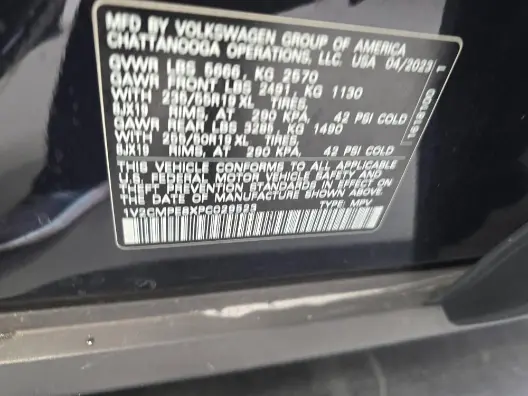 MFD BY VOLKSWAGEN GROUP OF AMERICA
CHATTANOOGA OPERATIONS, LLC. USA 04/2023
GVWR LBS 5666, KG 2570
GAWR FRONT LBS 2491, KG 1130
WITH 235/55R19 XL TIRES,
8JX19 RIMS, AT 290 KPA, 42 PSI COLD
GAWR REAR LBS 3285, KG 1490
WITH 255/50R19 XL TIRES,
8JX19 RIMS, AT 290 KPA, 42 PSI COLD
THIS VEHICLE CONFORMS TO ALL APPLICABLE
U.S. FEDERAL MOTOR VEHICLE SAFETY AND
THEFT PREVENTION STANDARDS IN EFFECT ON
THE DATE OF MANUFACTURE SHOWN ABOVE.
TYPE: MPV